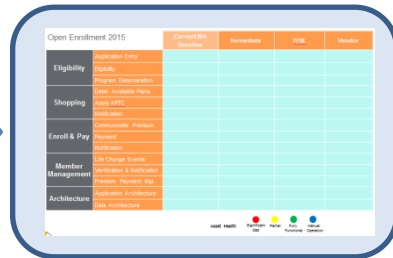 Open Enrollment 2015
Current MA Baseline
Remediate
FFM
Vendor
Eligibility
Application Entry
Eligibility
Program Determination
Shopping
Deter. Available Plans
Apply APTC
Notification
Enroll & Pay
Communicate Premium
Payment
Notification
Member Management
Life Change Events
Verification & Notification
Premium Payment Mgt.
Architecture
Application Architecture
Data Architecture
Asset Health:
Significant Gap
Partial
Fully Functional
Manual Operation